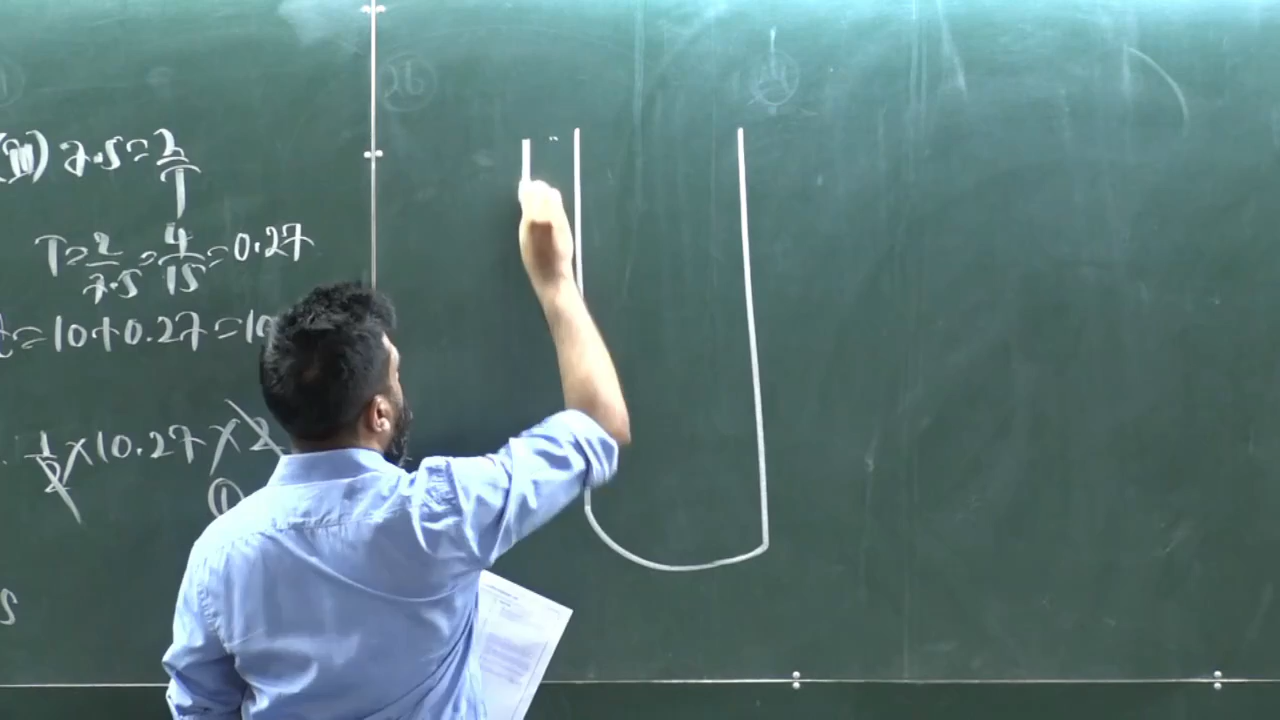 (iii) 7.5 = 2/T
T = 2/7.5 = 4/15 = 0.27
t = 10 + 0.27 = 10
1/2 × 10.27 × 2
①
s
26